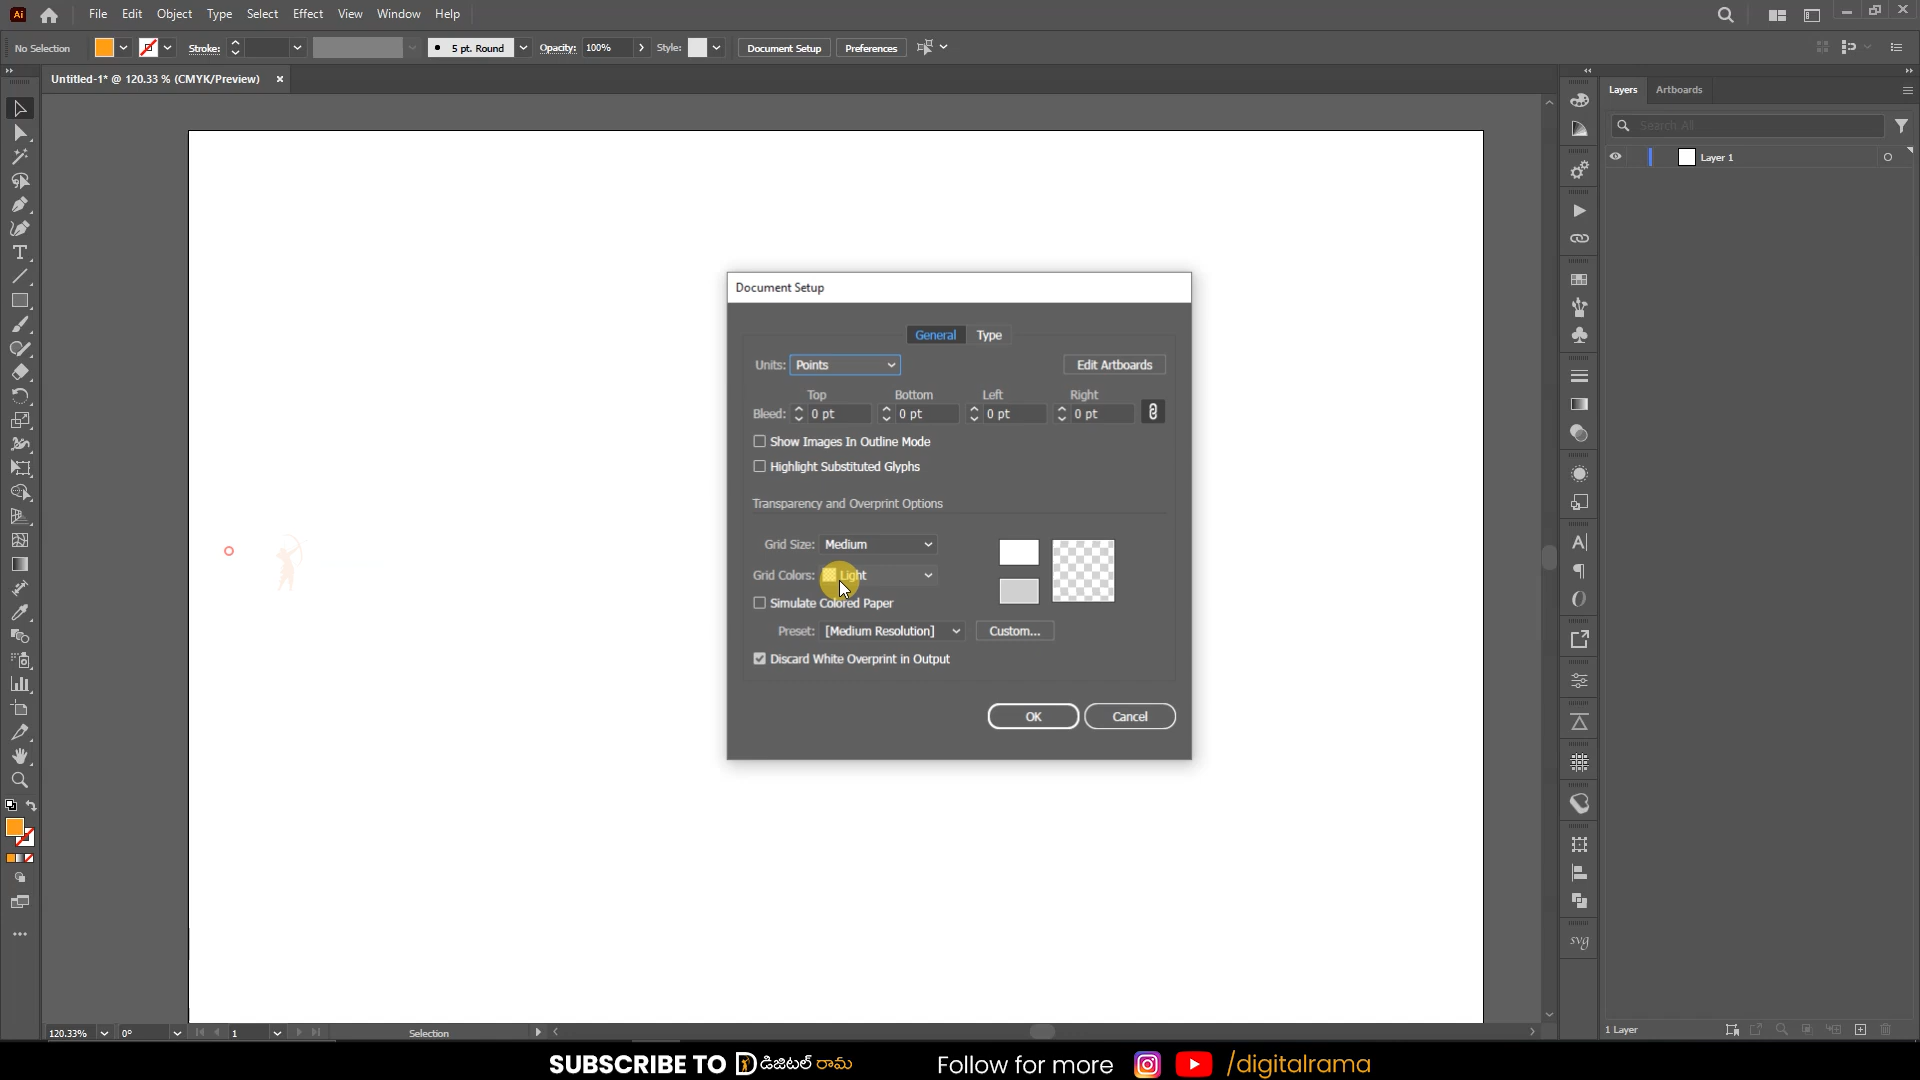 File Edit Object Type Select Effect View Window Help
No Selection Stroke: 5 pt. Round Opacity: 100% Style: Document Setup Preferences
Untitled-1* @ 120.33 % (CMYK/Preview) ×
Layers Artboards
Search All
Layer 1
Document Setup
General Type
Units: Points Edit Artboards
Top Bottom Left Right
Bleed: 0 pt 0 pt 0 pt 0 pt
Show Images In Outline Mode
Highlight Substituted Glyphs
Transparency and Overprint Options
Grid Size: Medium
Grid Colors: Light
Simulate Colored Paper
Preset: [Medium Resolution] Custom...
Discard White Overprint in Output
OK Cancel
svg
120.33% 0° 1 Selection
1 Layer
SUBSCRIBE TO డిజిటల్ రామ Follow for more /digitalrama